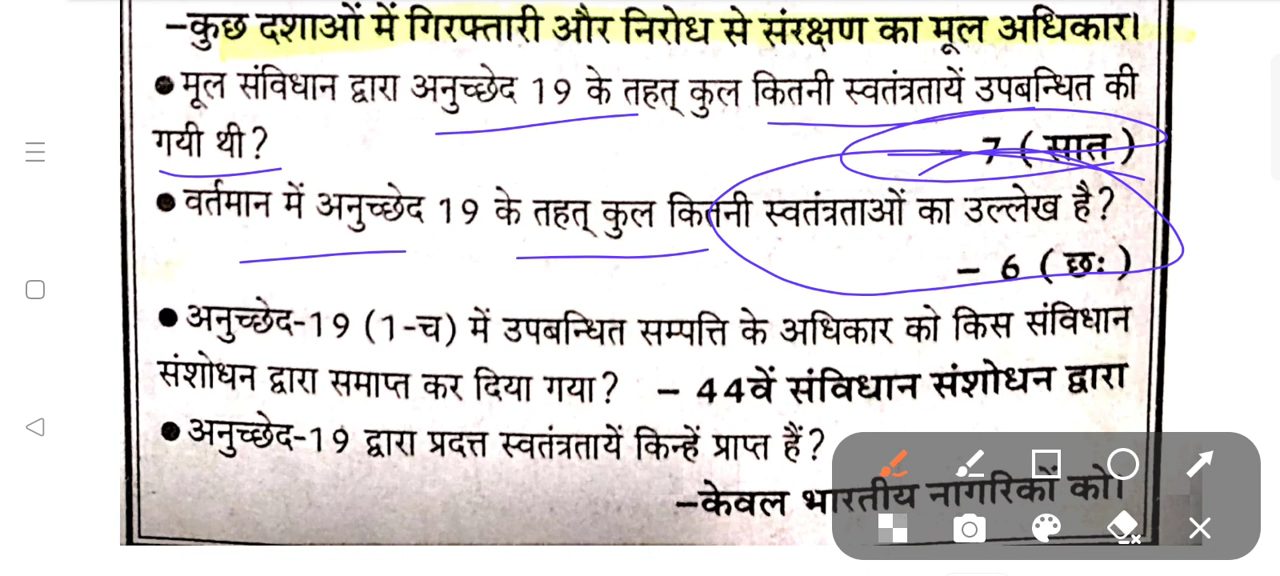 –कुछ दशाओं में गिरफ्तारी और निरोध से संरक्षण का मूल अधिकार।
●मूल संविधान द्वारा अनुच्छेद 19 के तहत् कुल कितनी स्वतंत्रतायें उपबन्धित की
गयी थी? – 7 ( सात )
●वर्तमान में अनुच्छेद 19 के तहत् कुल कितनी स्वतंत्रताओं का उल्लेख है?
– 6 ( छः )
●अनुच्छेद-19 (1-च) में उपबन्धित सम्पत्ति के अधिकार को किस संविधान
संशोधन द्वारा समाप्त कर दिया गया? – 44वें संविधान संशोधन द्वारा
●अनुच्छेद-19 द्वारा प्रदत्त स्वतंत्रतायें किन्हें प्राप्त हैं?
–केवल भारतीय नागरिकों को।